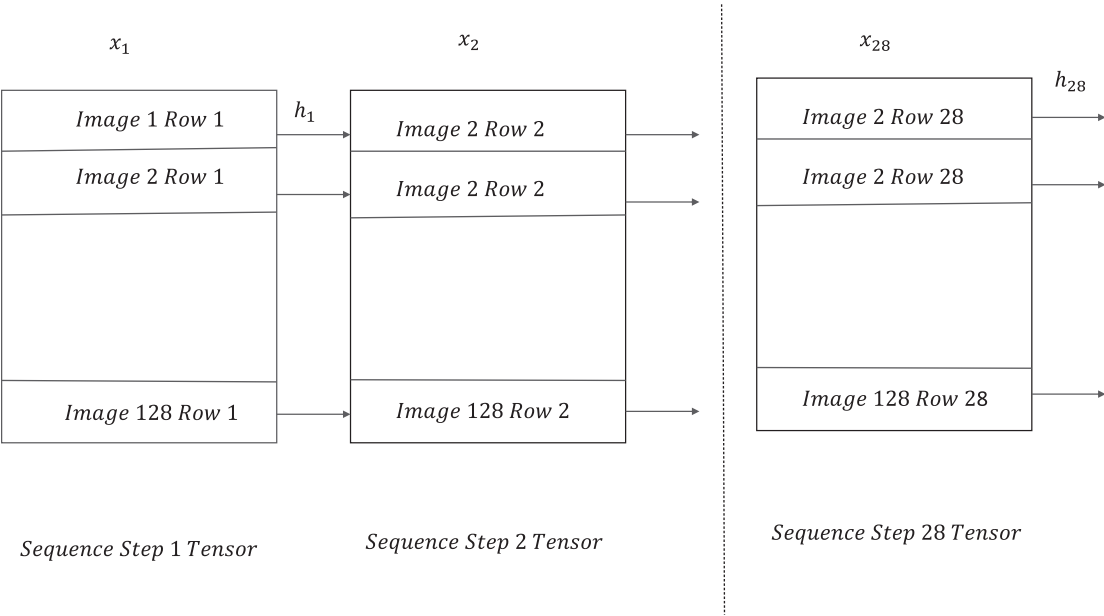 x₁
Image 1 Row 1
Image 2 Row 1
Image 128 Row 1
Sequence Step 1 Tensor
h₁
x₂
Image 2 Row 2
Image 2 Row 2
Image 128 Row 2
Sequence Step 2 Tensor
x₂₈
Image 2 Row 28
Image 2 Row 28
Image 128 Row 28
Sequence Step 28 Tensor
h₂₈